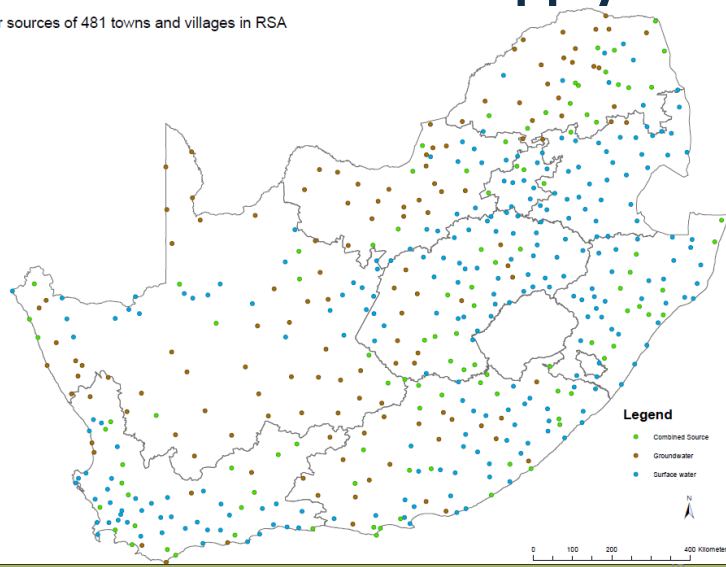 r sources of 481 towns and villages in RSA
Legend
Combined Source
Groundwater
Surface water
N
0 100 200 400 Kilometer